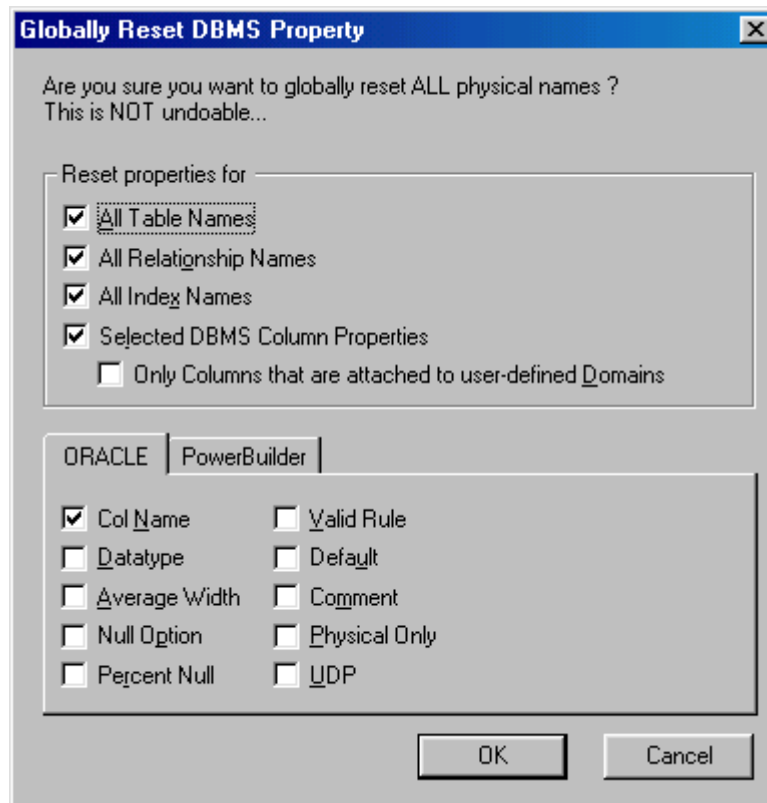 Globally Reset DBMS Property
Are you sure you want to globally reset ALL physical names ?
This is NOT undoable...
Reset properties for
All Table Names
All Relationship Names
All Index Names
Selected DBMS Column Properties
Only Columns that are attached to user-defined Domains
ORACLE PowerBuilder
Col Name Valid Rule
Datatype Default
Average Width Comment
Null Option Physical Only
Percent Null UDP
OK Cancel